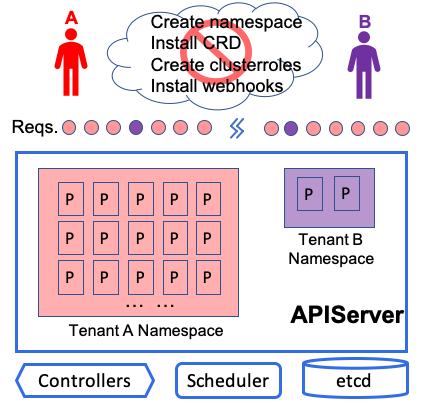 A
B
Create namespace
Install CRD
Create clusterroles
Install webhooks
Reqs.
P P P P P
P P
P P P P P
P P P P P
... ...
Tenant B
Namespace
APIServer
Tenant A Namespace
Controllers
Scheduler
etcd